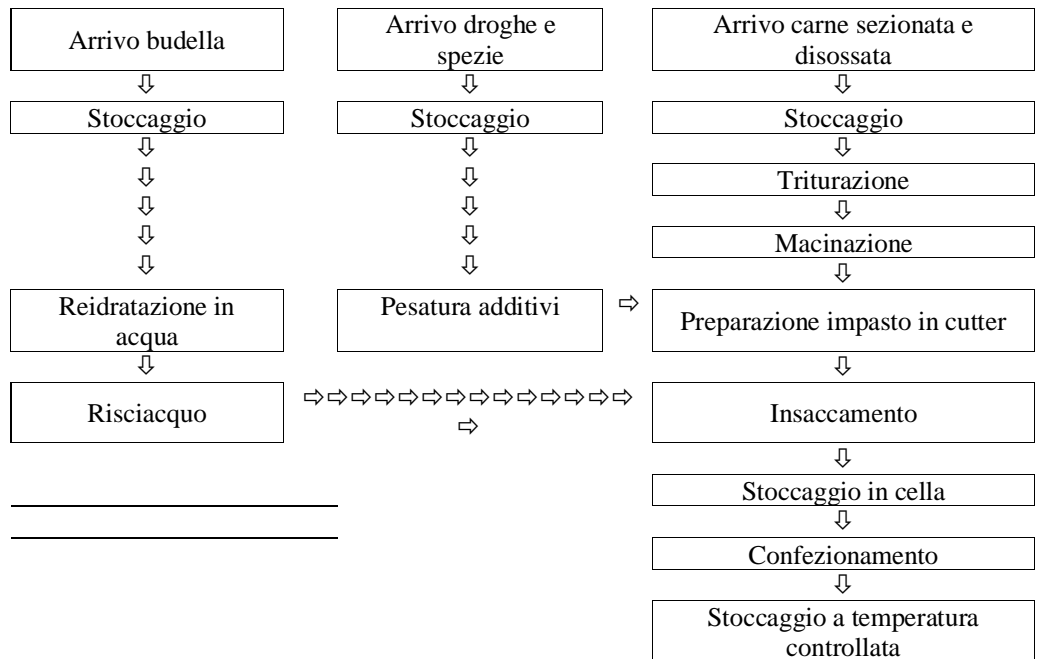 Arrivo budella
Arrivo droghe e
spezie
Arrivo carne sezionata e
disossata
⇩ ⇩ ⇩
Stoccaggio
Stoccaggio
Stoccaggio
⇩ ⇩ ⇩
⇩ ⇩
Triturazione
⇩ ⇩ ⇩
⇩ ⇩
Macinazione
⇩ ⇩ ⇩
Reidratazione in
acqua
Pesatura additivi
⇨
Preparazione impasto in cutter
⇩ ⇩
Risciacquo
⇨⇨⇨⇨⇨⇨⇨⇨⇨⇨⇨⇨⇨⇨
⇨
Insaccamento
⇩
Stoccaggio in cella
⇩
Confezionamento
⇩
Stoccaggio a temperatura
controllata